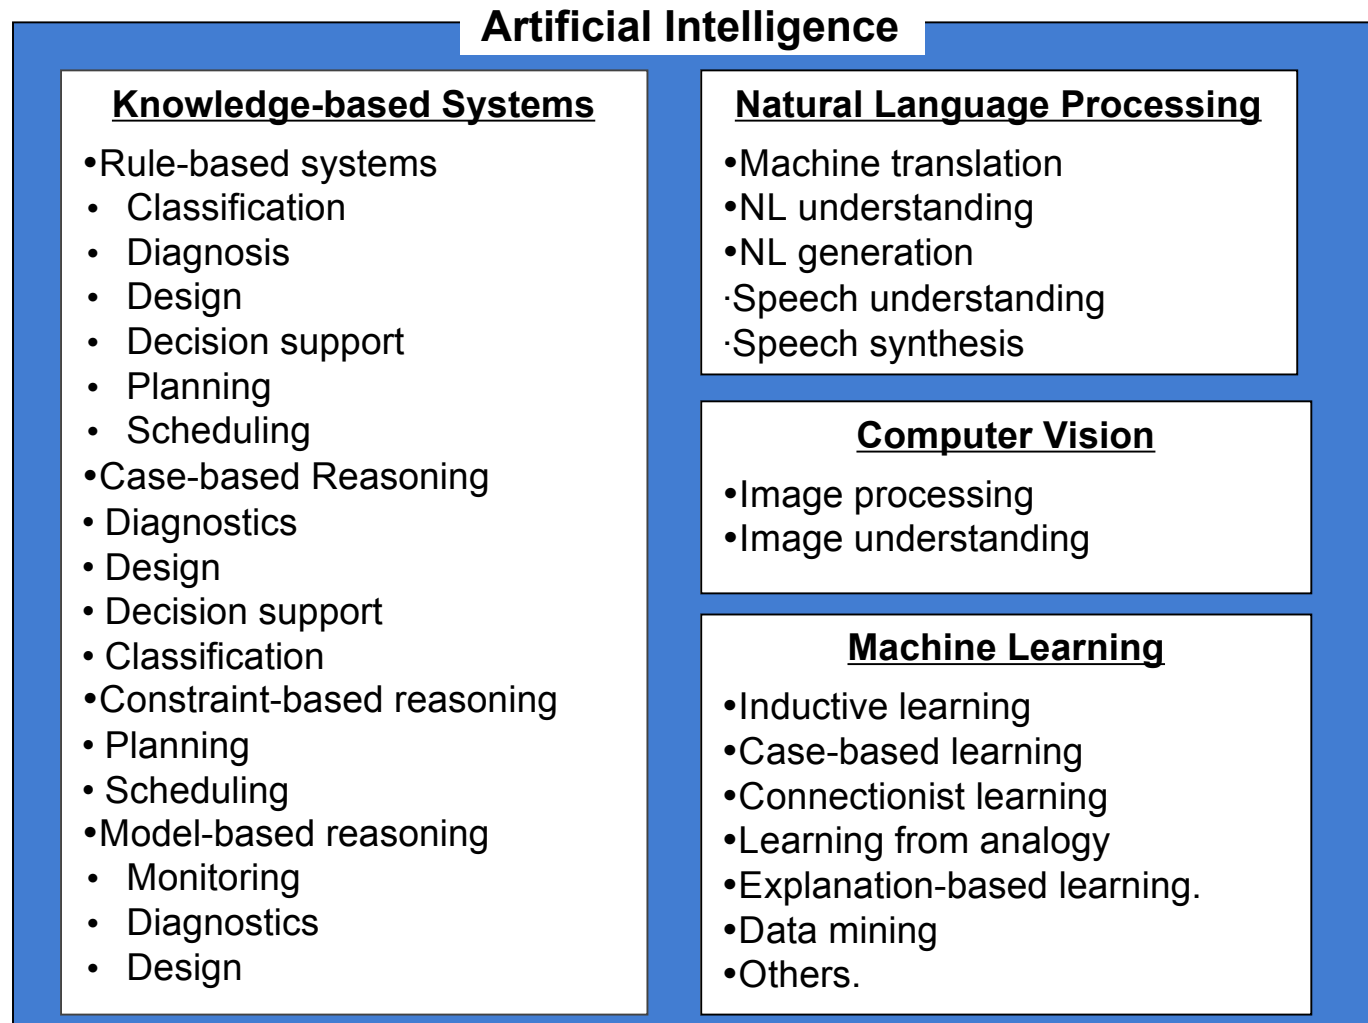 Artificial Intelligence
Knowledge-based Systems
•Rule-based systems
• Classification
• Diagnosis
• Design
• Decision support
• Planning
• Scheduling
•Case-based Reasoning
• Diagnostics
• Design
• Decision support
• Classification
•Constraint-based reasoning
• Planning
• Scheduling
•Model-based reasoning
• Monitoring
• Diagnostics
• Design
Natural Language Processing
•Machine translation
•NL understanding
•NL generation
·Speech understanding
·Speech synthesis
Computer Vision
•Image processing
•Image understanding
Machine Learning
•Inductive learning
•Case-based learning
•Connectionist learning
•Learning from analogy
•Explanation-based learning.
•Data mining
•Others.